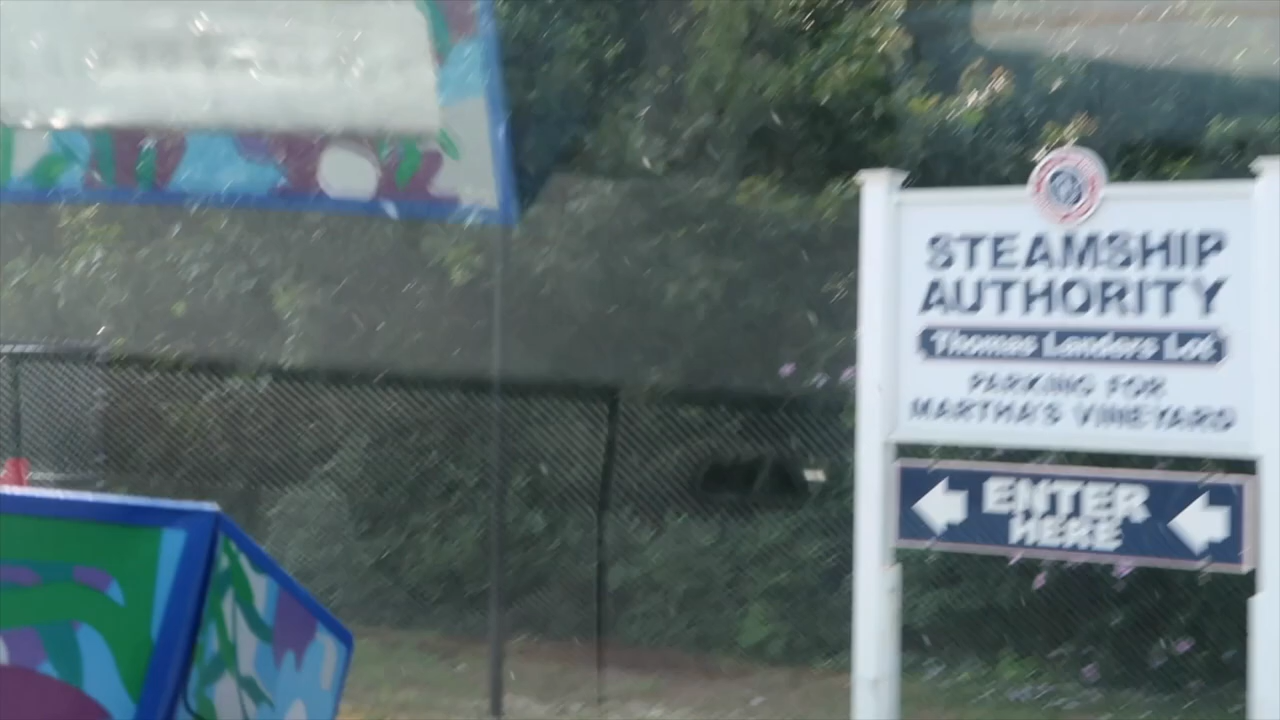 STEAMSHIP
AUTHORITY
Thomas Landers Lot
PARKING FOR
MARTHA'S VINEYARD
ENTER
HERE